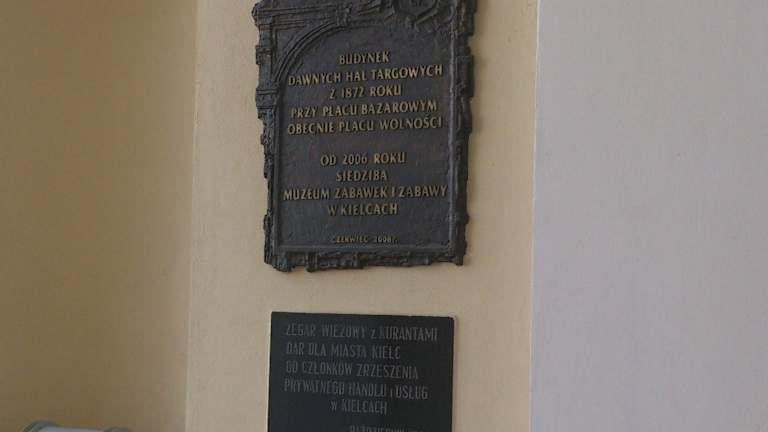 BUDYNEK
DAWNYCH HAL TARGOWYCH
Z 1872 ROKU
PRZY PLACU BAZAROWYM
OBECNIE PLACU WOLNOŚCI
OD 2006 ROKU
SIEDZIBA
MUZEUM ZABAWEK I ZABAWY
W KIELCACH
CZERWIEC 2008 r.
ZEGAR WIEŻOWY z KURANTAMI
DAR DLA MIASTA KIELC
OD CZŁONKÓW ZRZESZENIA
PRYWATNEGO HANDLU i USŁUG
w KIELCACH